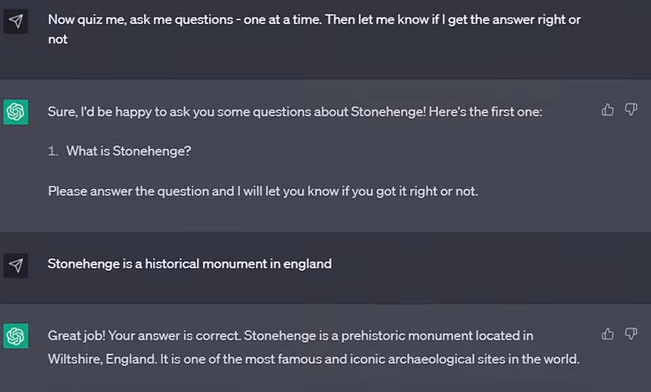 Now quiz me, ask me questions - one at a time. Then let me know if I get the answer right or
not
Sure, I'd be happy to ask you some questions about Stonehenge! Here's the first one:
1. What is Stonehenge?
Please answer the question and I will let you know if you got it right or not.
Stonehenge is a historical monument in england
Great job! Your answer is correct. Stonehenge is a prehistoric monument located in
Wiltshire, England. It is one of the most famous and iconic archaeological sites in the world.